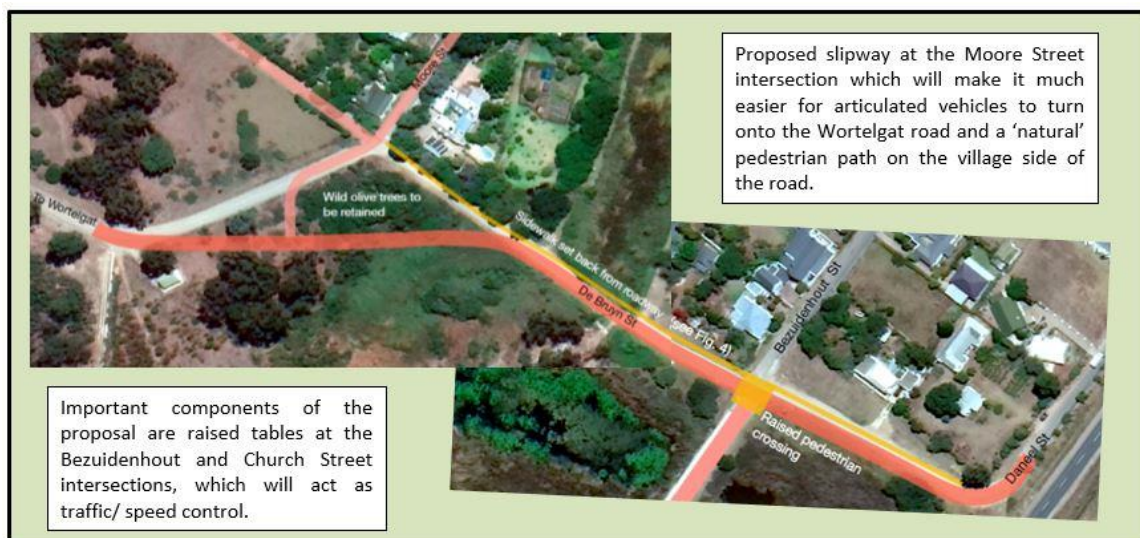 Proposed slipway at the Moore Street
intersection which will make it much
easier for articulated vehicles to turn
onto the Wortelgat road and a ‘natural’
pedestrian path on the village side of
the road.
Moore St
To Wortelgat
Wild olive trees to
be retained
Sidewalk set back from roadway (see Fig. 4)
De Bruyn St
Bezuidenhout St
Raised pedestrian
crossing
Daneel St
Important components of the
proposal are raised tables at the
Bezuidenhout and Church Street
intersections, which will act as
traffic/ speed control.